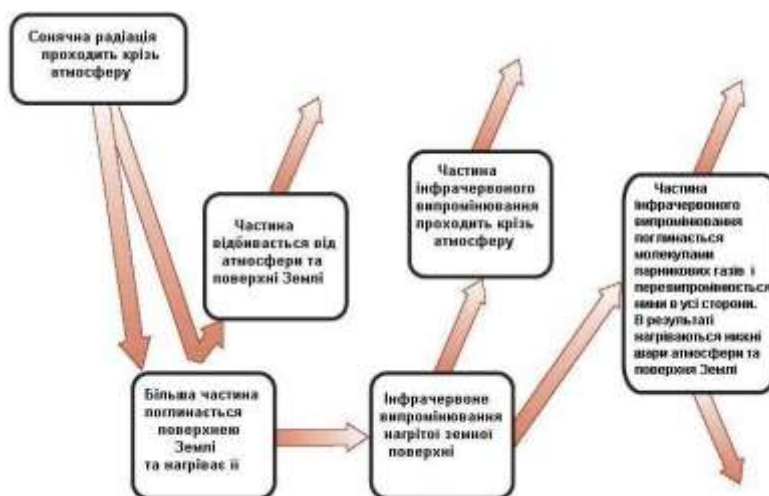 Сонячна радіація
проходить крізь
атмосферу
Частина
відбивається від
атмосфери та
поверхні Землі
Частина
інфрачервоного
випромінювання
проходить крізь
атмосферу
Частина
інфрачервоного
випромінювання
поглинається
молекулами
парникових газів і
перевипромінюється
ними в усі сторони.
В результаті
нагріваються нижні
шари атмосфери та
поверхня Землі
Більша частина
поглинається
поверхнею
Землі
та нагріває її
Інфрачервоне
випромінювання
нагрітої земної
поверхні